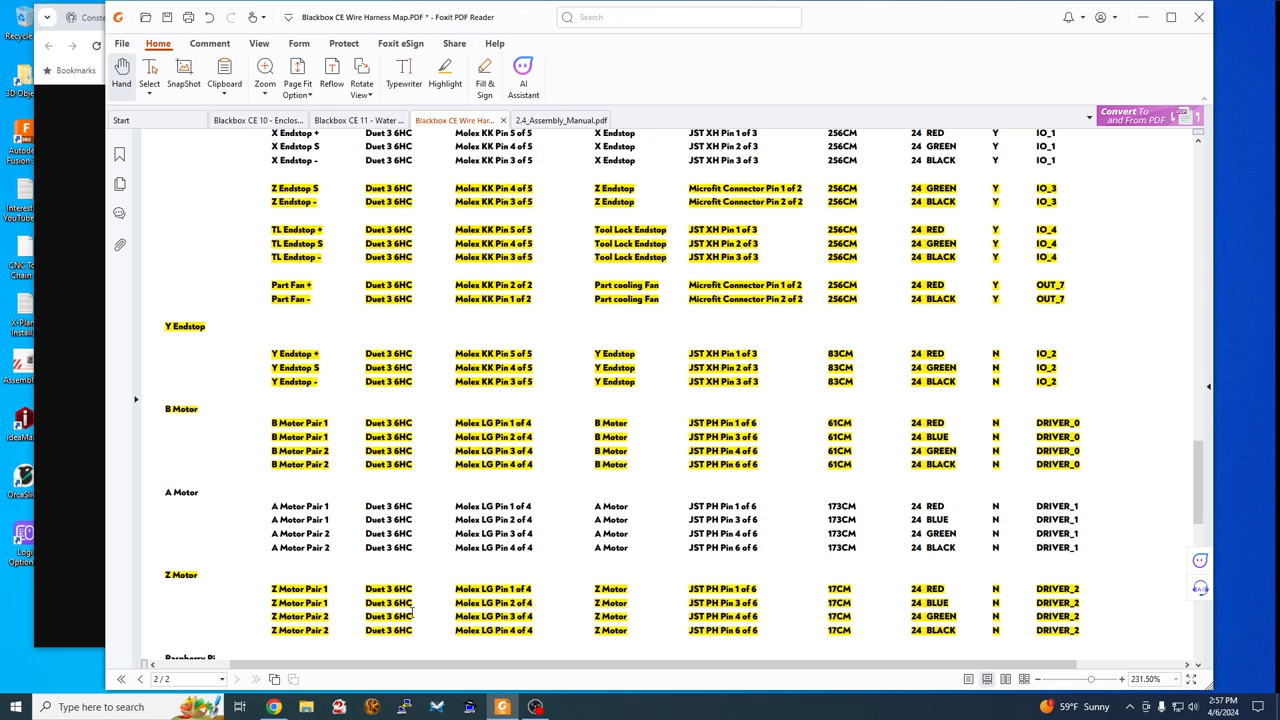 Recycle
Conste
Blackbox CE Wire Harness Map.PDF * - Foxit PDF Reader
Search
File Home Comment View Form Protect Foxit eSign Share Help
Bookmarks
Hand Select SnapShot Clipboard Zoom Page Fit Option Reflow Rotate View Typewriter Highlight Fill & Sign AI Assistant
3D Obj
Start Blackbox CE 10 - Enclos... Blackbox CE 11 - Water ... Blackbox CE Wire Har... 2.4_Assembly_Manual.pdf
Convert To and From PDF
Autodesk Fusion
Interest YouTube
CNC To Chain
X-Plan Install.
Assembl
ideaMa
OrcaSli
Logi Option
X Endstop + Duet 3 6HC Molex KK Pin 5 of 5 X Endstop JST XH Pin 1 of 3 256CM 24 RED Y IO_1
X Endstop S Duet 3 6HC Molex KK Pin 4 of 5 X Endstop JST XH Pin 2 of 3 256CM 24 GREEN Y IO_1
X Endstop - Duet 3 6HC Molex KK Pin 3 of 5 X Endstop JST XH Pin 3 of 3 256CM 24 BLACK Y IO_1
Z Endstop S Duet 3 6HC Molex KK Pin 4 of 5 Z Endstop Microfit Connector Pin 1 of 2 256CM 24 GREEN Y IO_3
Z Endstop - Duet 3 6HC Molex KK Pin 3 of 5 Z Endstop Microfit Connector Pin 2 of 2 256CM 24 BLACK Y IO_3
TL Endstop + Duet 3 6HC Molex KK Pin 5 of 5 Tool Lock Endstop JST XH Pin 1 of 3 256CM 24 RED Y IO_4
TL Endstop S Duet 3 6HC Molex KK Pin 4 of 5 Tool Lock Endstop JST XH Pin 2 of 3 256CM 24 GREEN Y IO_4
TL Endstop - Duet 3 6HC Molex KK Pin 3 of 5 Tool Lock Endstop JST XH Pin 3 of 3 256CM 24 BLACK Y IO_4
Part Fan + Duet 3 6HC Molex KK Pin 2 of 2 Part cooling Fan Microfit Connector Pin 1 of 2 256CM 24 RED Y OUT_7
Part Fan - Duet 3 6HC Molex KK Pin 1 of 2 Part cooling Fan Microfit Connector Pin 2 of 2 256CM 24 BLACK Y OUT_7
Y Endstop
Y Endstop + Duet 3 6HC Molex KK Pin 5 of 5 Y Endstop JST XH Pin 1 of 3 83CM 24 RED N IO_2
Y Endstop S Duet 3 6HC Molex KK Pin 4 of 5 Y Endstop JST XH Pin 2 of 3 83CM 24 GREEN N IO_2
Y Endstop - Duet 3 6HC Molex KK Pin 3 of 5 Y Endstop JST XH Pin 3 of 3 83CM 24 BLACK N IO_2
B Motor
B Motor Pair 1 Duet 3 6HC Molex LG Pin 1 of 4 B Motor JST PH Pin 1 of 6 61CM 24 RED N DRIVER_0
B Motor Pair 1 Duet 3 6HC Molex LG Pin 2 of 4 B Motor JST PH Pin 3 of 6 61CM 24 BLUE N DRIVER_0
B Motor Pair 2 Duet 3 6HC Molex LG Pin 3 of 4 B Motor JST PH Pin 4 of 6 61CM 24 GREEN N DRIVER_0
B Motor Pair 2 Duet 3 6HC Molex LG Pin 4 of 4 B Motor JST PH Pin 6 of 6 61CM 24 BLACK N DRIVER_0
A Motor
A Motor Pair 1 Duet 3 6HC Molex LG Pin 1 of 4 A Motor JST PH Pin 1 of 6 173CM 24 RED N DRIVER_1
A Motor Pair 1 Duet 3 6HC Molex LG Pin 2 of 4 A Motor JST PH Pin 3 of 6 173CM 24 BLUE N DRIVER_1
A Motor Pair 2 Duet 3 6HC Molex LG Pin 3 of 4 A Motor JST PH Pin 4 of 6 173CM 24 GREEN N DRIVER_1
A Motor Pair 2 Duet 3 6HC Molex LG Pin 4 of 4 A Motor JST PH Pin 6 of 6 173CM 24 BLACK N DRIVER_1
Z Motor
Z Motor Pair 1 Duet 3 6HC Molex LG Pin 1 of 4 Z Motor JST PH Pin 1 of 6 17CM 24 RED N DRIVER_2
Z Motor Pair 1 Duet 3 6HC Molex LG Pin 2 of 4 Z Motor JST PH Pin 3 of 6 17CM 24 BLUE N DRIVER_2
Z Motor Pair 2 Duet 3 6HC Molex LG Pin 3 of 4 Z Motor JST PH Pin 4 of 6 17CM 24 GREEN N DRIVER_2
Z Motor Pair 2 Duet 3 6HC Molex LG Pin 4 of 4 Z Motor JST PH Pin 6 of 6 17CM 24 BLACK N DRIVER_2
Raspberry Pi
2 / 2
231.50%
Type here to search
59°F Sunny
2:57 PM
4/6/2024